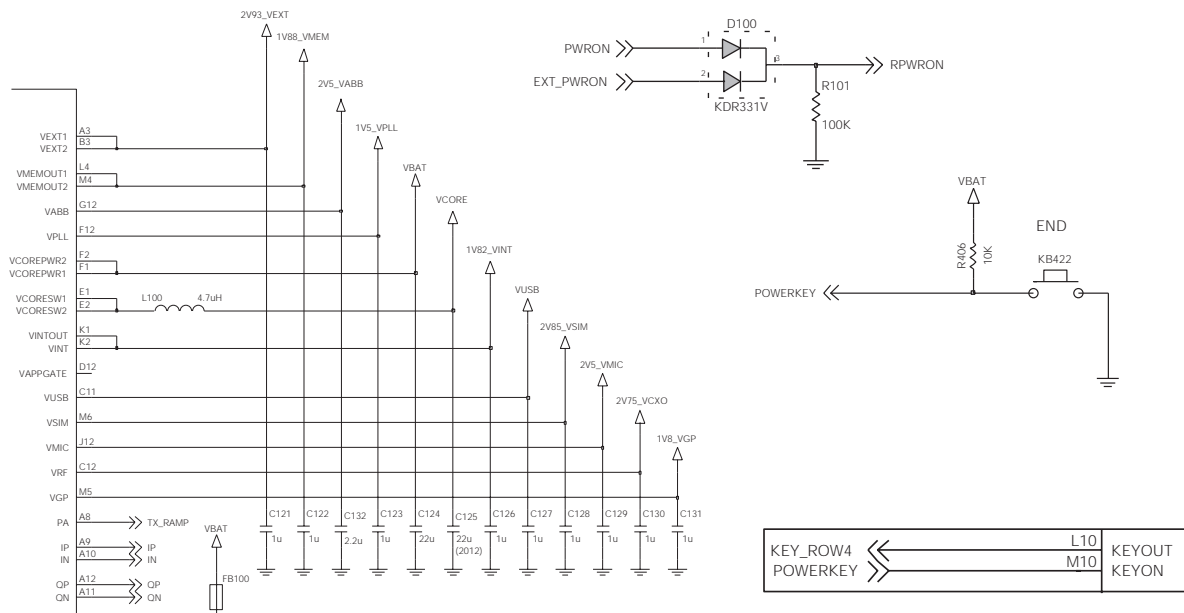 2V93_VEXT
1V88_VMEM
2V5_VABB
1V5_VPLL
VBAT
VCORE
1V82_VINT
VUSB
2V85_VSIM
2V5_VMIC
2V75_VCXO
1V8_VGP
VEXT1 A3
VEXT2 B3
VMEMOUT1 L4
VMEMOUT2 M4
VABB G12
VPLL F12
VCOREPWR2 F2
VCOREPWR1 F1
VCORESW1 E1
VCORESW2 E2
L100 4.7uH
VINTOUT K1
VINT K2
VAPPGATE D12
VUSB C11
VSIM M6
VMIC J12
VRF C12
VGP M5
PA A8 TX_RAMP
IP A9 IP
IN A10 IN
QP A12 QP
QN A11 QN
VBAT
FB100
C121 1u
C122 1u
C132 2.2u
C123 1u
C124 22u
C125 22u (2012)
C126 1u
C127 1u
C128 1u
C129 1u
C130 1u
C131 1u
D100
PWRON 1
EXT_PWRON 2
3
KDR331V
RPWRON
R101
100K
VBAT
R406 10K
END
KB422
POWERKEY
KEY_ROW4 L10 KEYOUT
POWERKEY M10 KEYON